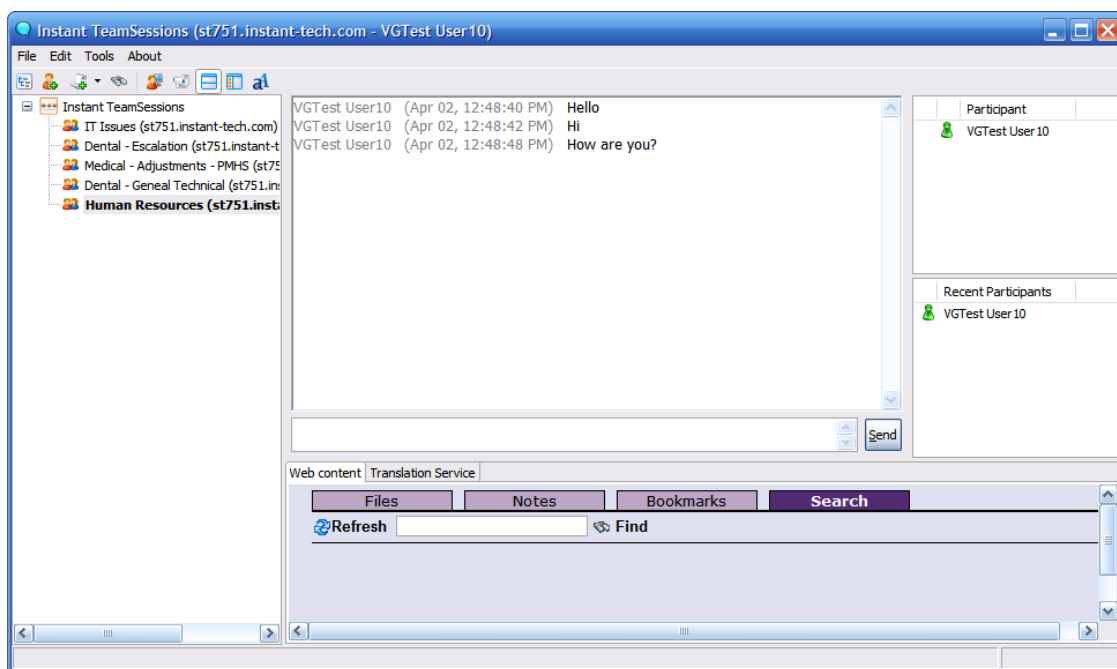 Instant TeamSessions (st751.instant-tech.com - VGTest User10)
File Edit Tools About
a1
Instant TeamSessions
IT Issues (st751.instant-tech.com)
Dental - Escalation (st751.instant-t
Medical - Adjustments - PMHS (st75
Dental - Geneal Technical (st751.in
Human Resources (st751.inst
VGTest User10 (Apr 02, 12:48:40 PM) Hello
VGTest User10 (Apr 02, 12:48:42 PM) Hi
VGTest User10 (Apr 02, 12:48:48 PM) How are you?
Participant
VGTest User10
Recent Participants
VGTest User10
Send
Web content Translation Service
Files Notes Bookmarks Search
Refresh Find